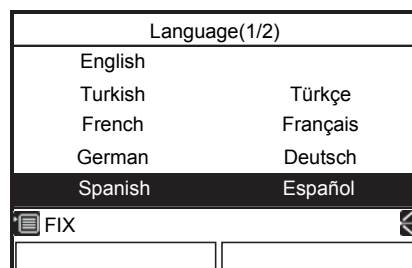 Language(1/2)
English
Turkish Türkçe
French Français
German Deutsch
Spanish Español
FIX